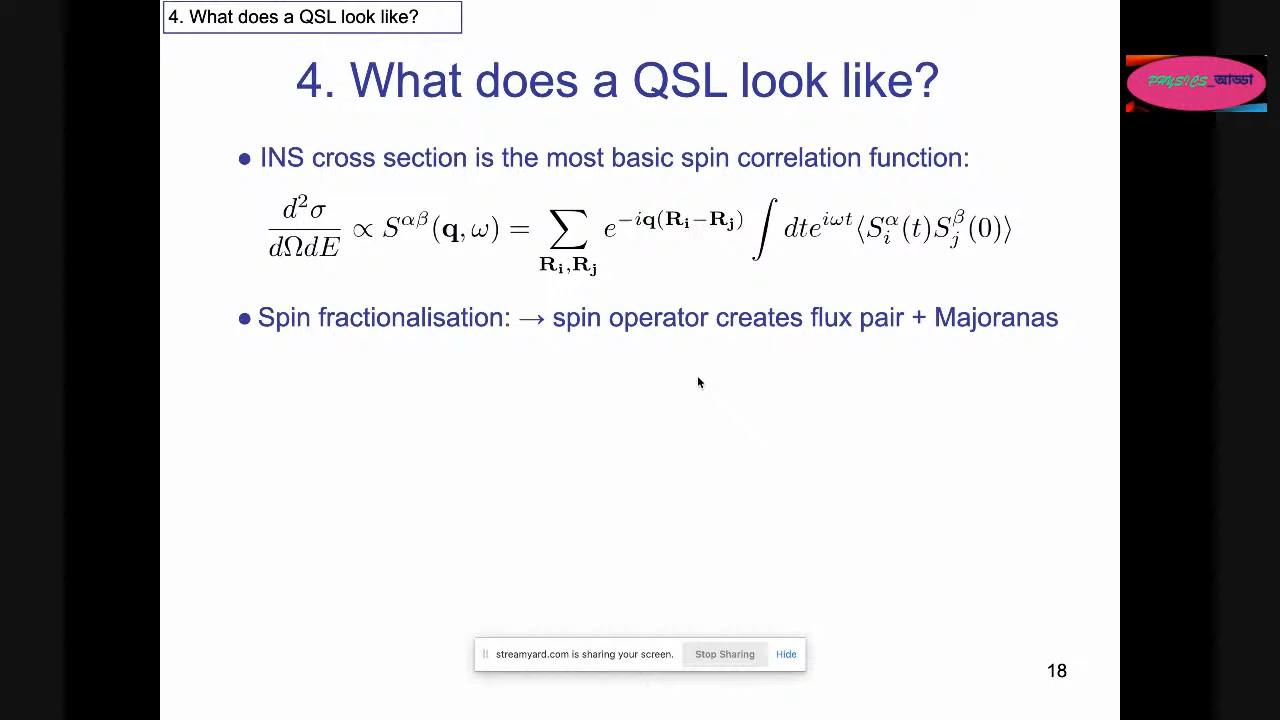 4. What does a QSL look like?
4. What does a QSL look like?
PHYSICS_আড্ডা
● INS cross section is the most basic spin correlation function:
d²σ/dΩdE ∝ S^{αβ}(q, ω) = ∑_{R_i,R_j} e^{−iq(R_i−R_j)} ∫ dte^{iωt}⟨S_i^α(t)S_j^β(0)⟩
● Spin fractionalisation: → spin operator creates flux pair + Majoranas
streamyard.com is sharing your screen. Stop Sharing Hide
18